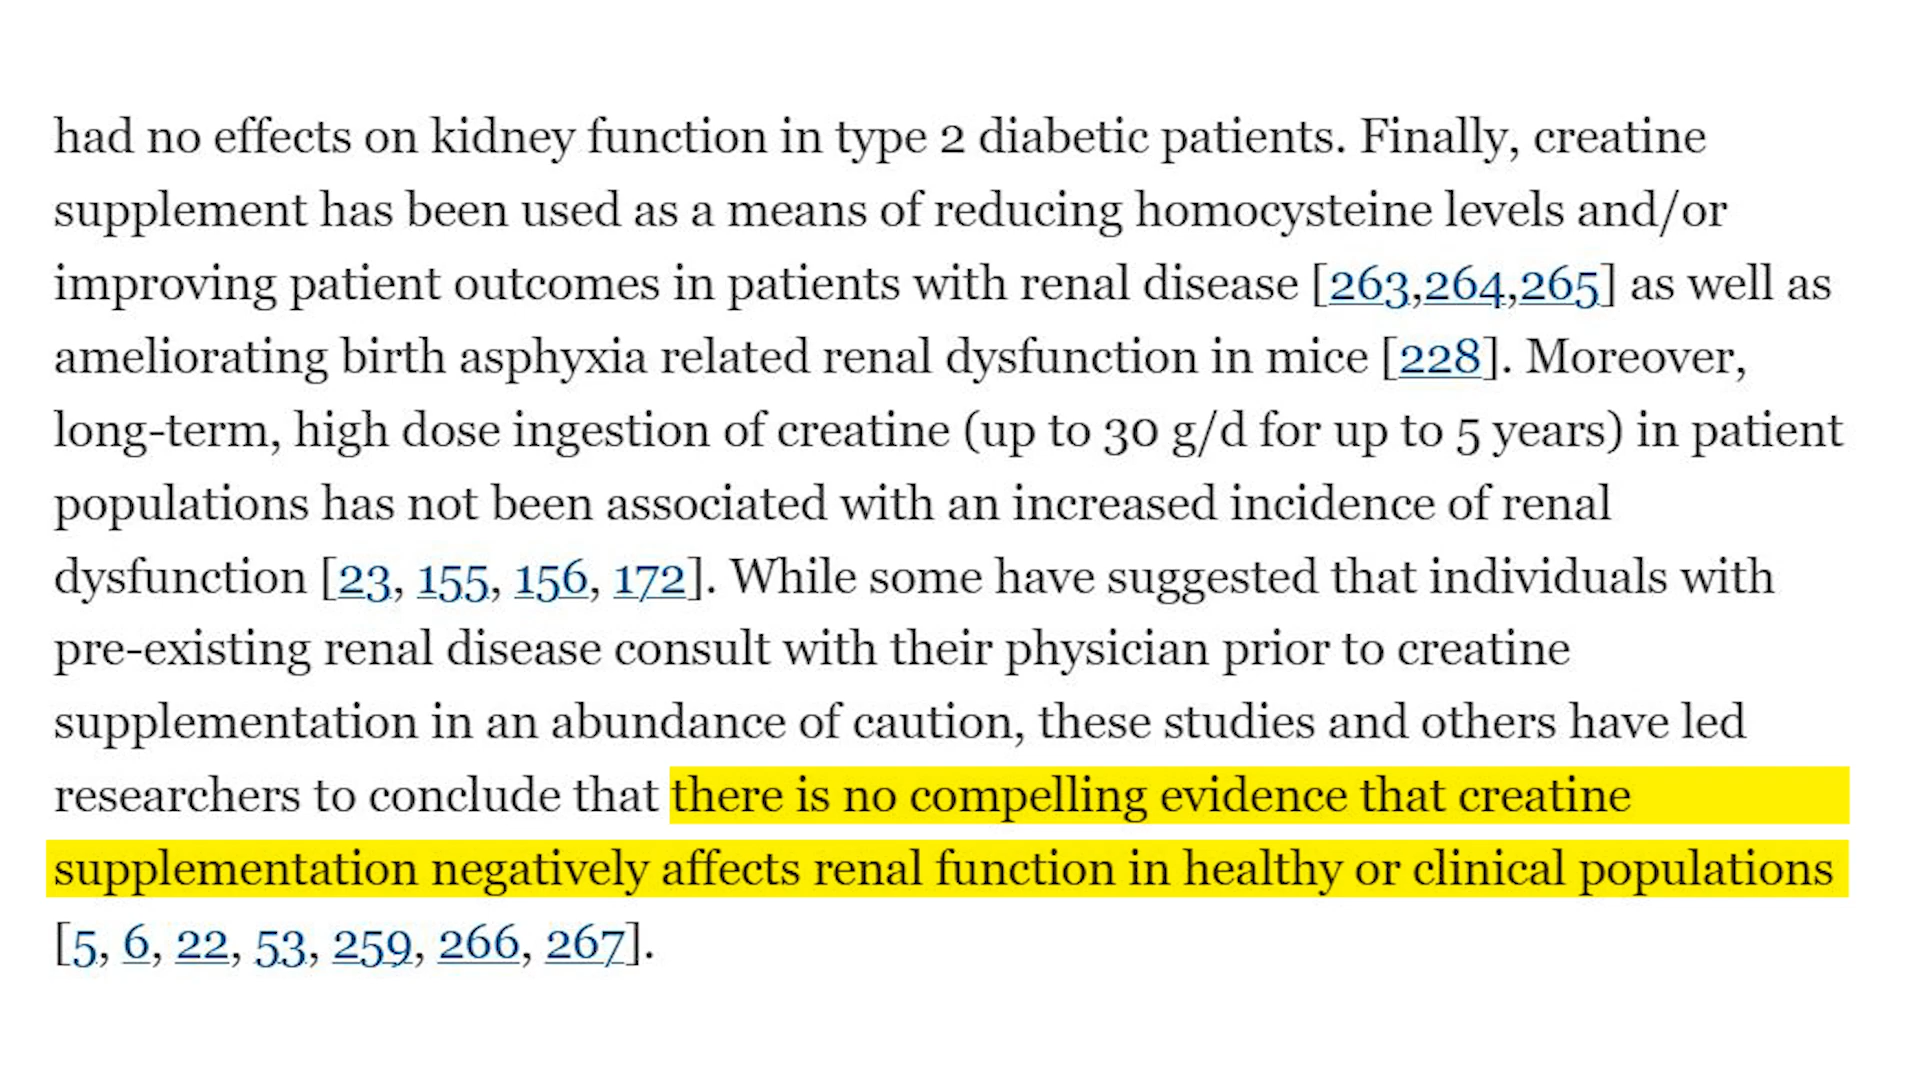 had no effects on kidney function in type 2 diabetic patients. Finally, creatine
supplement has been used as a means of reducing homocysteine levels and/or
improving patient outcomes in patients with renal disease [263,264,265] as well as
ameliorating birth asphyxia related renal dysfunction in mice [228]. Moreover,
long-term, high dose ingestion of creatine (up to 30 g/d for up to 5 years) in patient
populations has not been associated with an increased incidence of renal
dysfunction [23, 155, 156, 172]. While some have suggested that individuals with
pre-existing renal disease consult with their physician prior to creatine
supplementation in an abundance of caution, these studies and others have led
researchers to conclude that there is no compelling evidence that creatine
supplementation negatively affects renal function in healthy or clinical populations
[5, 6, 22, 53, 259, 266, 267].